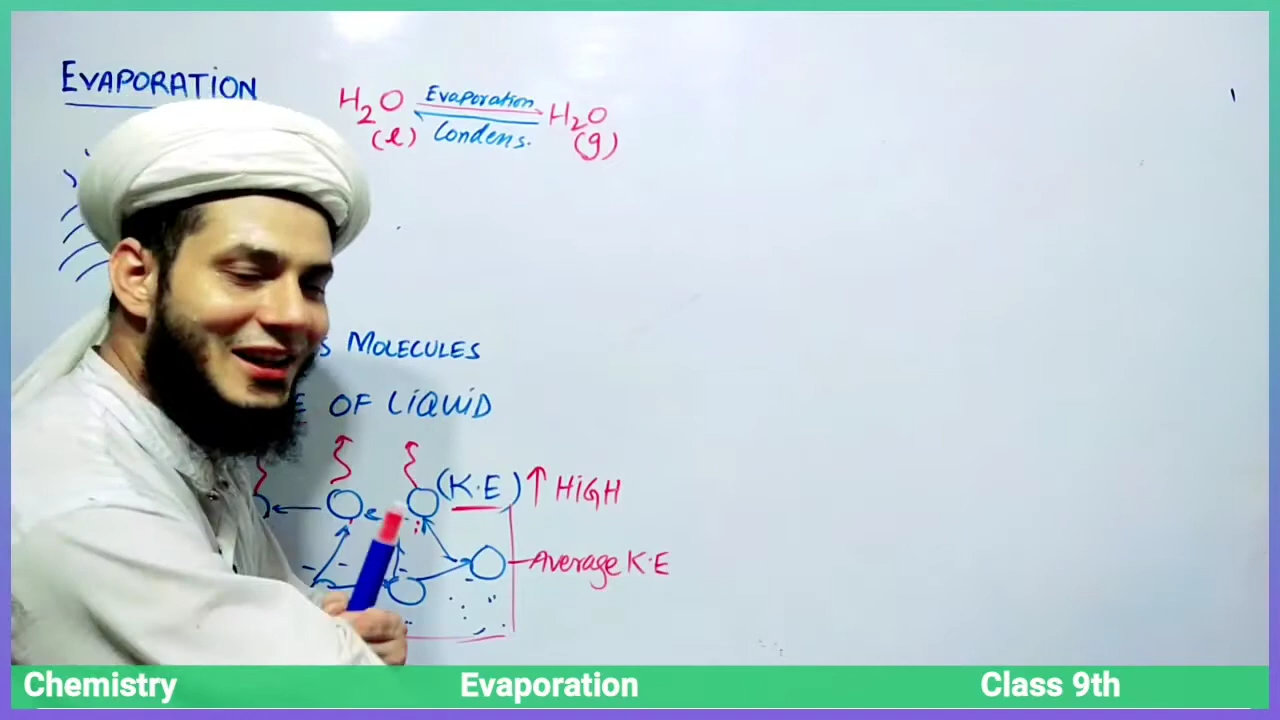 EVAPORATION
H2O (l) Evaporation Condens. H2O (g)
MOLECULES
OF LIQUID
(K.E) ↑ HIGH
Average K.E
Chemistry Evaporation Class 9th